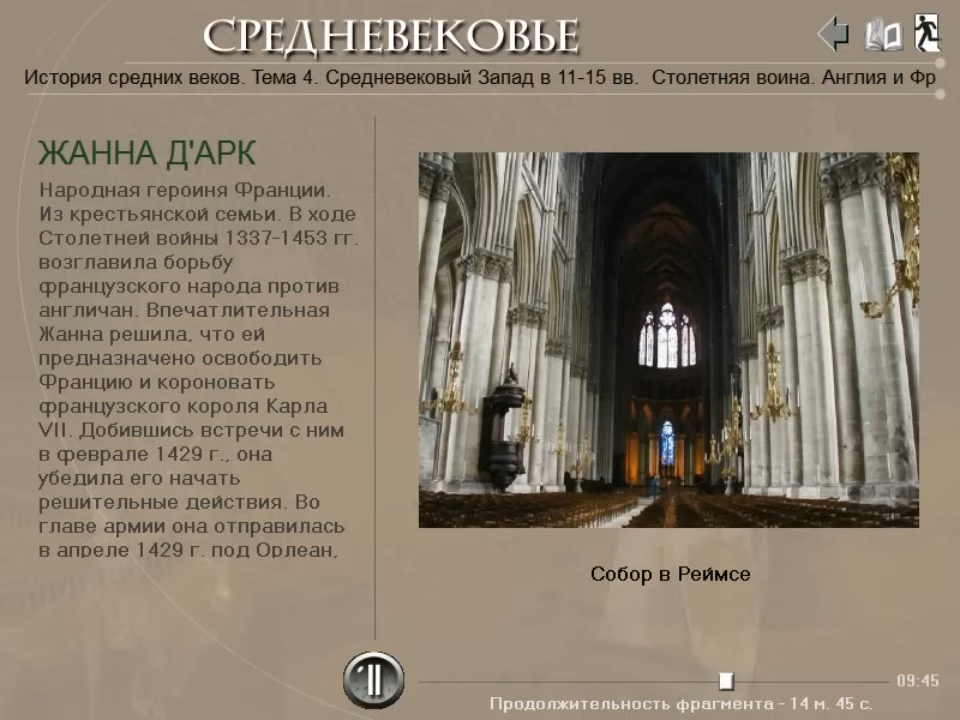 СРЕДНЕВЕКОВЬЕ
История средних веков. Тема 4. Средневековый Запад в 11-15 вв. Столетняя воина. Англия и Фр
ЖАННА Д'АРК
Народная героиня Франции.
Из крестьянской семьи. В ходе
Столетней войны 1337-1453 гг.
возглавила борьбу
французского народа против
англичан. Впечатлительная
Жанна решила, что ей
предназначено освободить
Францию и короновать
французского короля Карла
VII. Добившись встречи с ним
в феврале 1429 г., она
убедила его начать
решительные действия. Во
главе армии она отправилась
в апреле 1429 г. под Орлеан,
Собор в Реймсе
09:45
Продолжительность фрагмента - 14 м. 45 с.